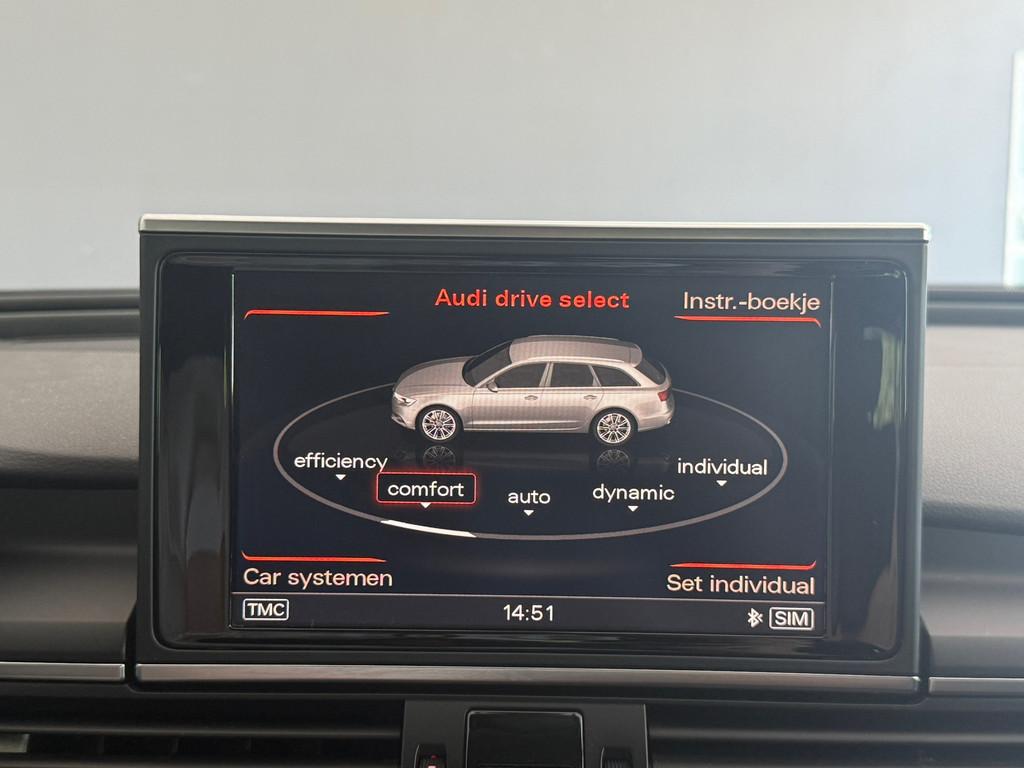 Audi drive select
Instr.-boekje
efficiency
comfort
auto
dynamic
individual
Car systemen
Set individual
TMC
14:51
SIM